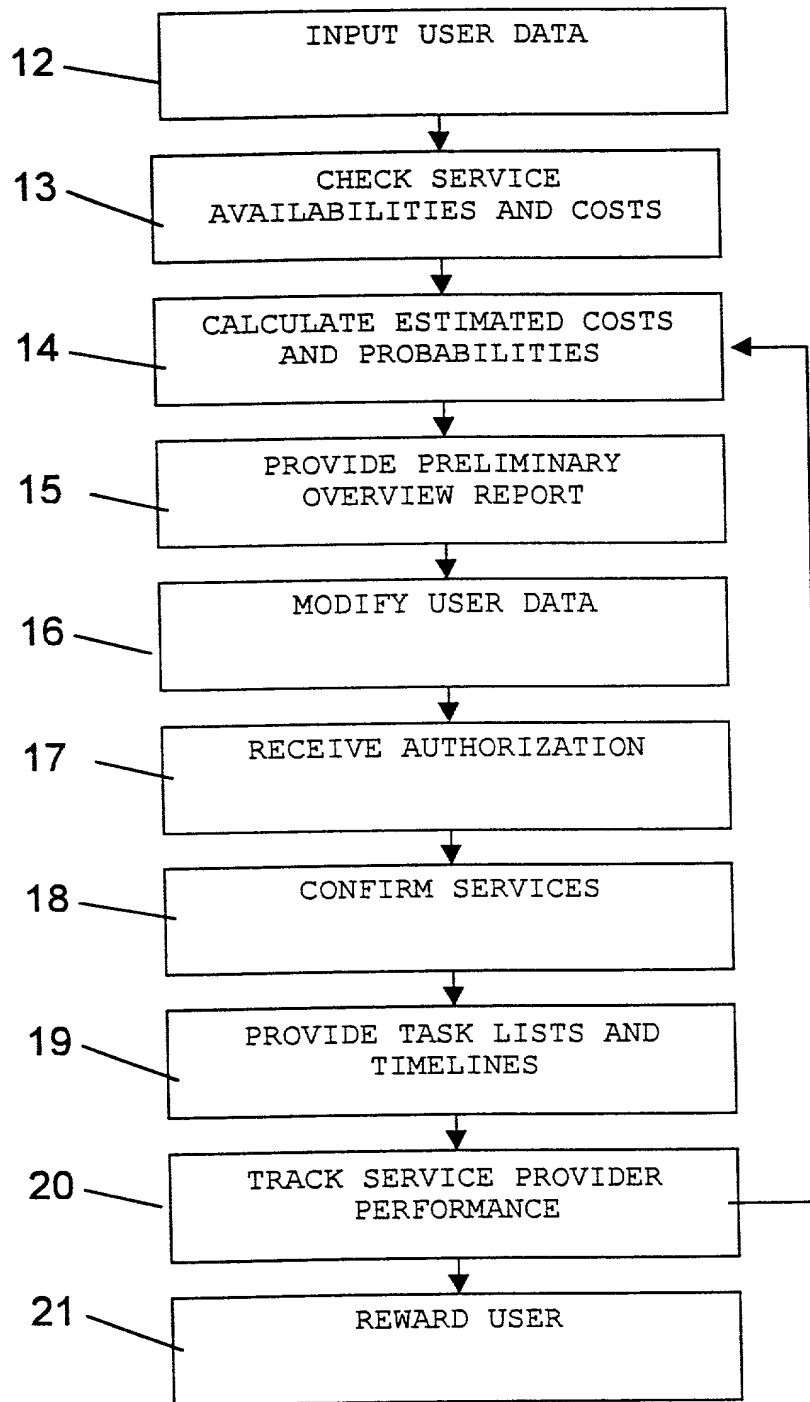 12
INPUT USER DATA
13
CHECK SERVICE
AVAILABILITIES AND COSTS
14
CALCULATE ESTIMATED COSTS
AND PROBABILITIES
15
PROVIDE PRELIMINARY
OVERVIEW REPORT
16
MODIFY USER DATA
17
RECEIVE AUTHORIZATION
18
CONFIRM SERVICES
19
PROVIDE TASK LISTS AND
TIMELINES
20
TRACK SERVICE PROVIDER
PERFORMANCE
21
REWARD USER